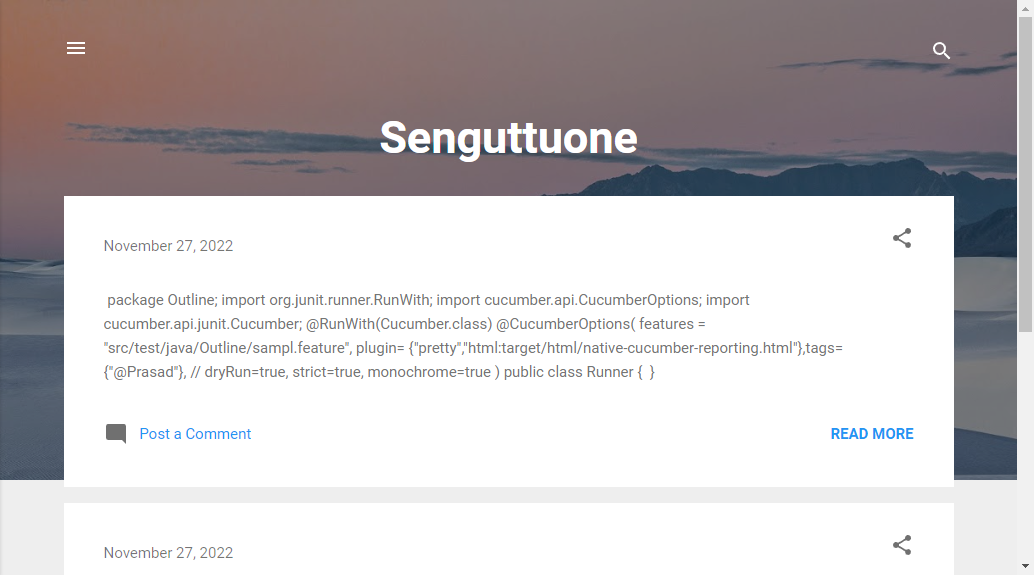 Senguttuone
November 27, 2022
package Outline; import org.junit.runner.RunWith; import cucumber.api.CucumberOptions; import
cucumber.api.junit.Cucumber; @RunWith(Cucumber.class) @CucumberOptions( features =
"src/test/java/Outline/sampl.feature", plugin= {"pretty","html:target/html/native-cucumber-reporting.html"},tags=
{"@Prasad"}, // dryRun=true, strict=true, monochrome=true ) public class Runner { }
Post a Comment
READ MORE
November 27, 2022